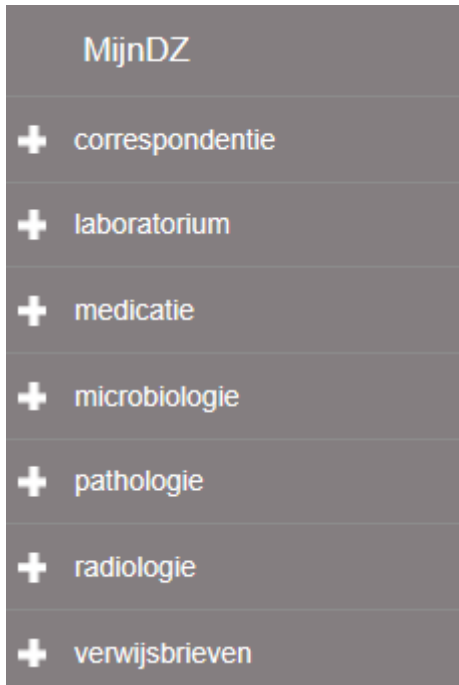 MijnDZ
correspondentie
laboratorium
medicatie
microbiologie
pathologie
radiologie
verwijsbrieven